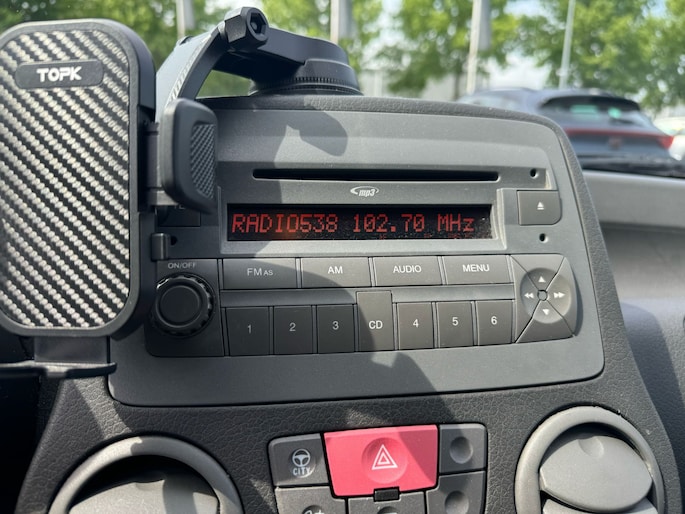 TOPK
mp3
RADIO538 102.70 MHz
ON/OFF
FM AS
AM
AUDIO
MENU
1
2
3
CD
4
5
6
CITY